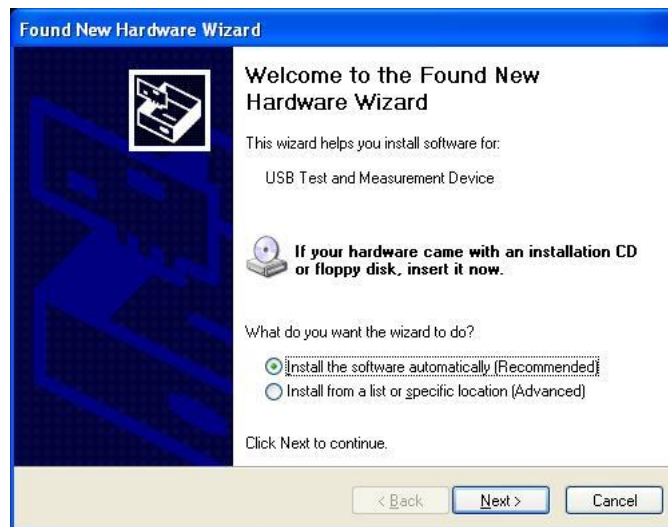 Found New Hardware Wizard
Welcome to the Found New
Hardware Wizard
This wizard helps you install software for:
USB Test and Measurement Device
If your hardware came with an installation CD
or floppy disk, insert it now.
What do you want the wizard to do?
Install the software automatically (Recommended)
Install from a list or specific location (Advanced)
Click Next to continue.
< Back Next > Cancel